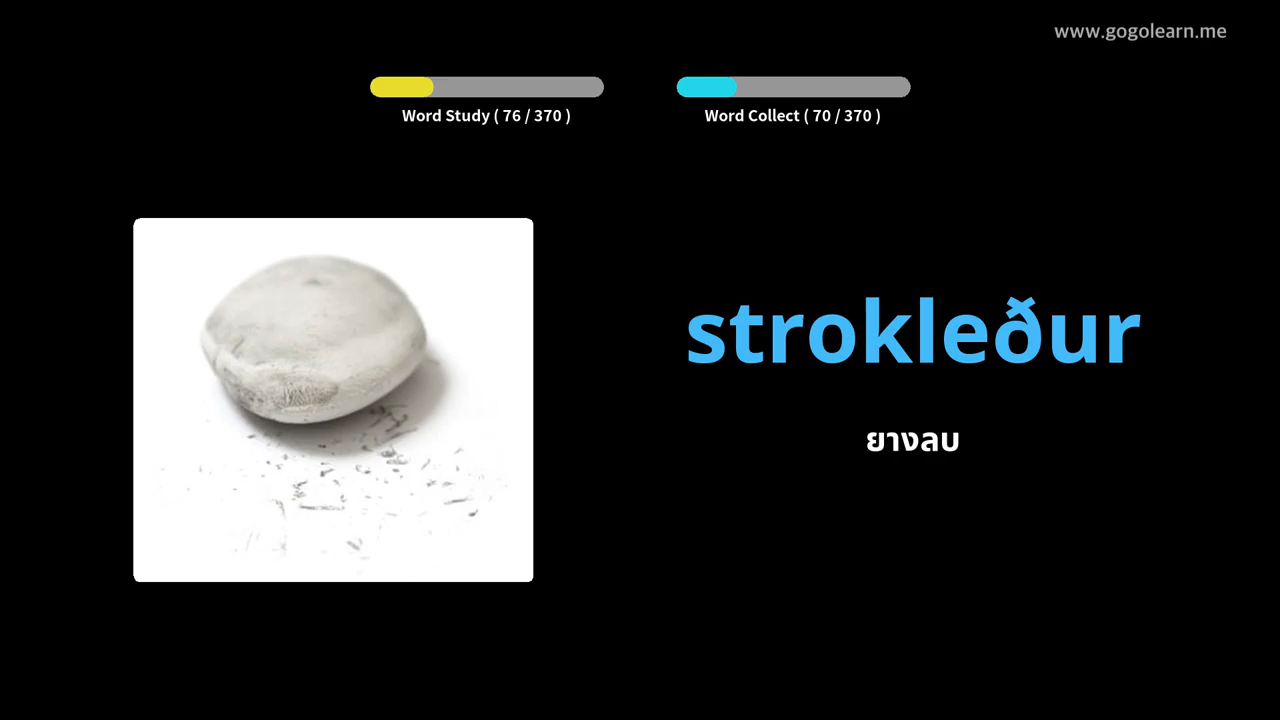 www.gogolearn.me
Word Study ( 76 / 370 )
Word Collect ( 70 / 370 )
strokleður
ยางลบ